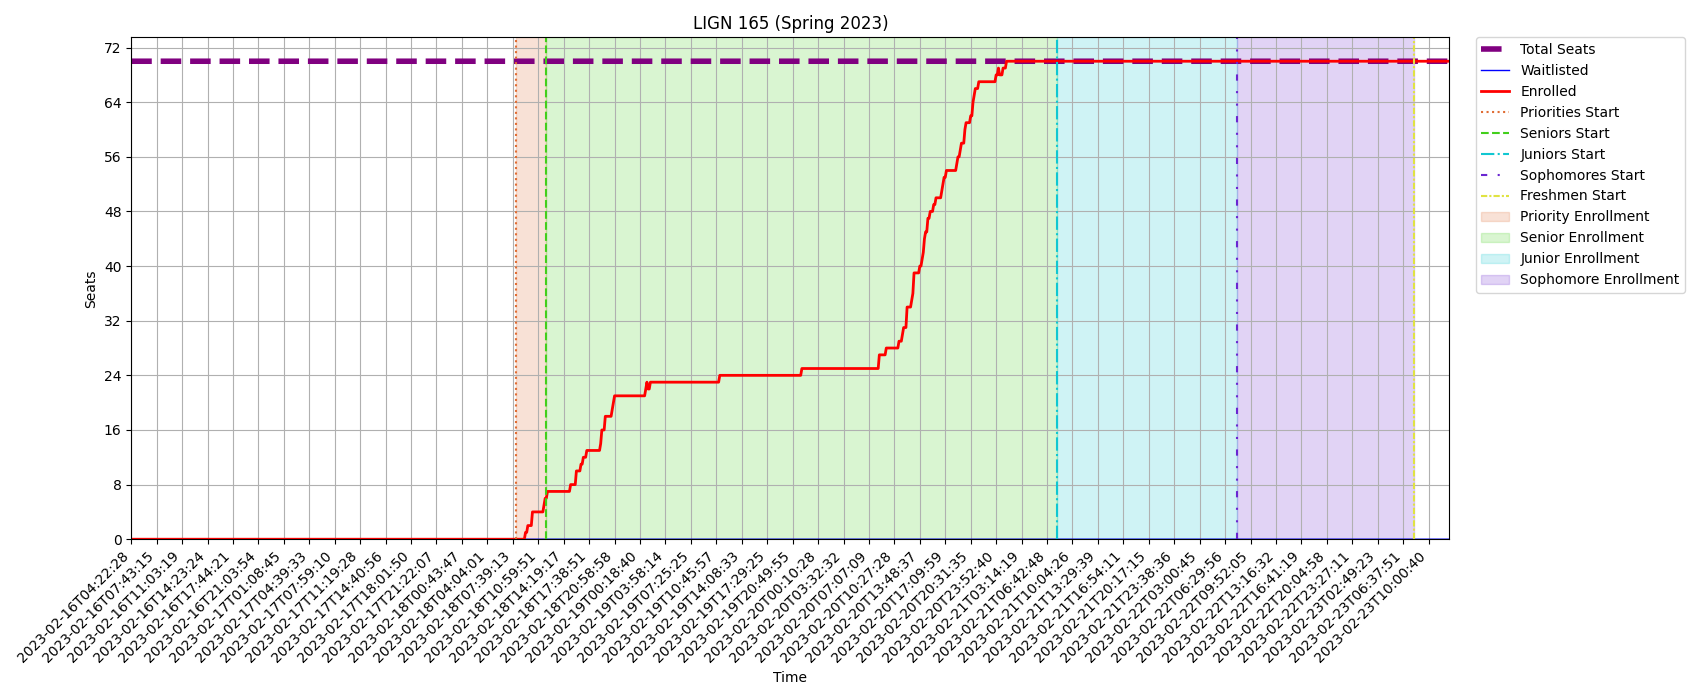 LIGN 165 (Spring 2023)
72
64
56
48
40
32
24
16
8
0
Seats
2023-02-16T04:22:28
2023-02-16T07:43:15
2023-02-16T11:03:19
2023-02-16T14:23:24
2023-02-16T17:44:21
2023-02-16T21:03:54
2023-02-17T01:08:45
2023-02-17T04:39:33
2023-02-17T07:59:10
2023-02-17T11:19:28
2023-02-17T14:40:56
2023-02-17T18:01:50
2023-02-17T21:22:07
2023-02-18T00:43:47
2023-02-18T04:04:01
2023-02-18T07:39:13
2023-02-18T10:59:51
2023-02-18T14:19:17
2023-02-18T17:38:51
2023-02-18T20:58:58
2023-02-19T00:18:40
2023-02-19T03:58:14
2023-02-19T07:25:25
2023-02-19T10:45:57
2023-02-19T14:08:33
2023-02-19T17:29:25
2023-02-19T20:49:55
2023-02-20T00:10:28
2023-02-20T03:32:32
2023-02-20T07:07:09
2023-02-20T10:27:28
2023-02-20T13:48:37
2023-02-20T17:09:59
2023-02-20T20:31:35
2023-02-20T23:52:40
2023-02-21T03:14:19
2023-02-21T06:42:48
2023-02-21T10:04:26
2023-02-21T13:29:39
2023-02-21T16:54:11
2023-02-21T20:17:15
2023-02-21T23:38:36
2023-02-22T03:00:45
2023-02-22T06:29:56
2023-02-22T09:52:05
2023-02-22T13:16:32
2023-02-22T16:41:19
2023-02-22T20:04:58
2023-02-22T23:27:11
2023-02-23T02:49:23
2023-02-23T06:37:51
2023-02-23T10:00:40
Time
Total Seats
Waitlisted
Enrolled
Priorities Start
Seniors Start
Juniors Start
Sophomores Start
Freshmen Start
Priority Enrollment
Senior Enrollment
Junior Enrollment
Sophomore Enrollment